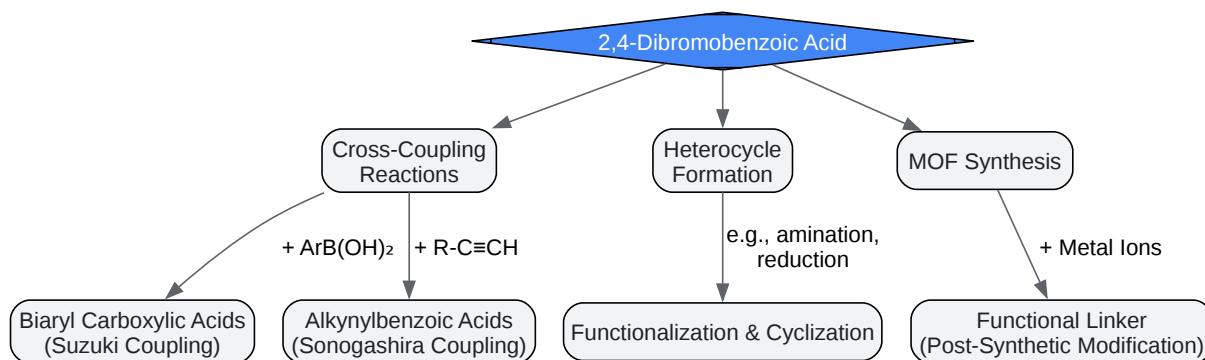 2,4-Dibromobenzoic Acid
Cross-Coupling
Reactions
Heterocycle
Formation
MOF Synthesis
+ ArB(OH)₂
+ R-C≡CH
e.g., amination,
reduction
+ Metal Ions
Biaryl Carboxylic Acids
(Suzuki Coupling)
Alkynylbenzoic Acids
(Sonogashira Coupling)
Functionalization & Cyclization
Functional Linker
(Post-Synthetic Modification)